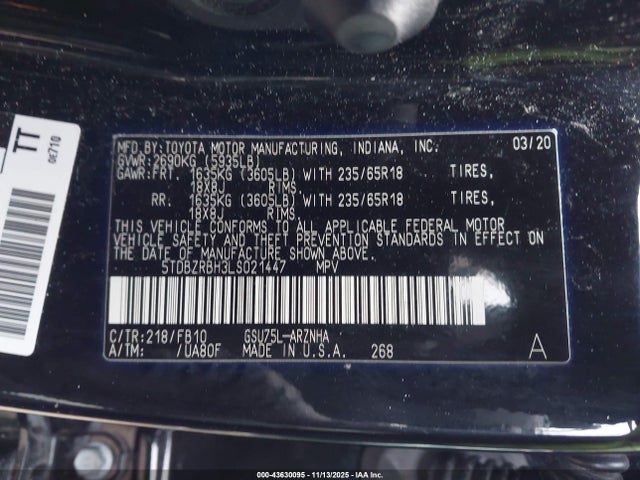 TT
0E710
MFD.BY:TOYOTA MOTOR MANUFACTURING, INDIANA, INC. 03/20
GVWR:2690KG (5935LB)
GAWR:FRT. 1635KG (3605LB) WITH 235/65R18 TIRES,
18X8J RIMS,
RR. 1635KG (3605LB) WITH 235/65R18 TIRES,
18X8J RIMS.
THIS VEHICLE CONFORMS TO ALL APPLICABLE FEDERAL MOTOR
VEHICLE SAFETY AND THEFT PREVENTION STANDARDS IN EFFECT ON
THE DATE OF MANUFACTURE SHOWN ABOVE.
5TDBZRBH3LS021447 MPV
C/TR:218/FB10 GSU75L-ARZNHA
A/TM: /UA80F MADE IN U.S.A. 268 A
000-43630095 - 11/13/2025 - IAA Inc.